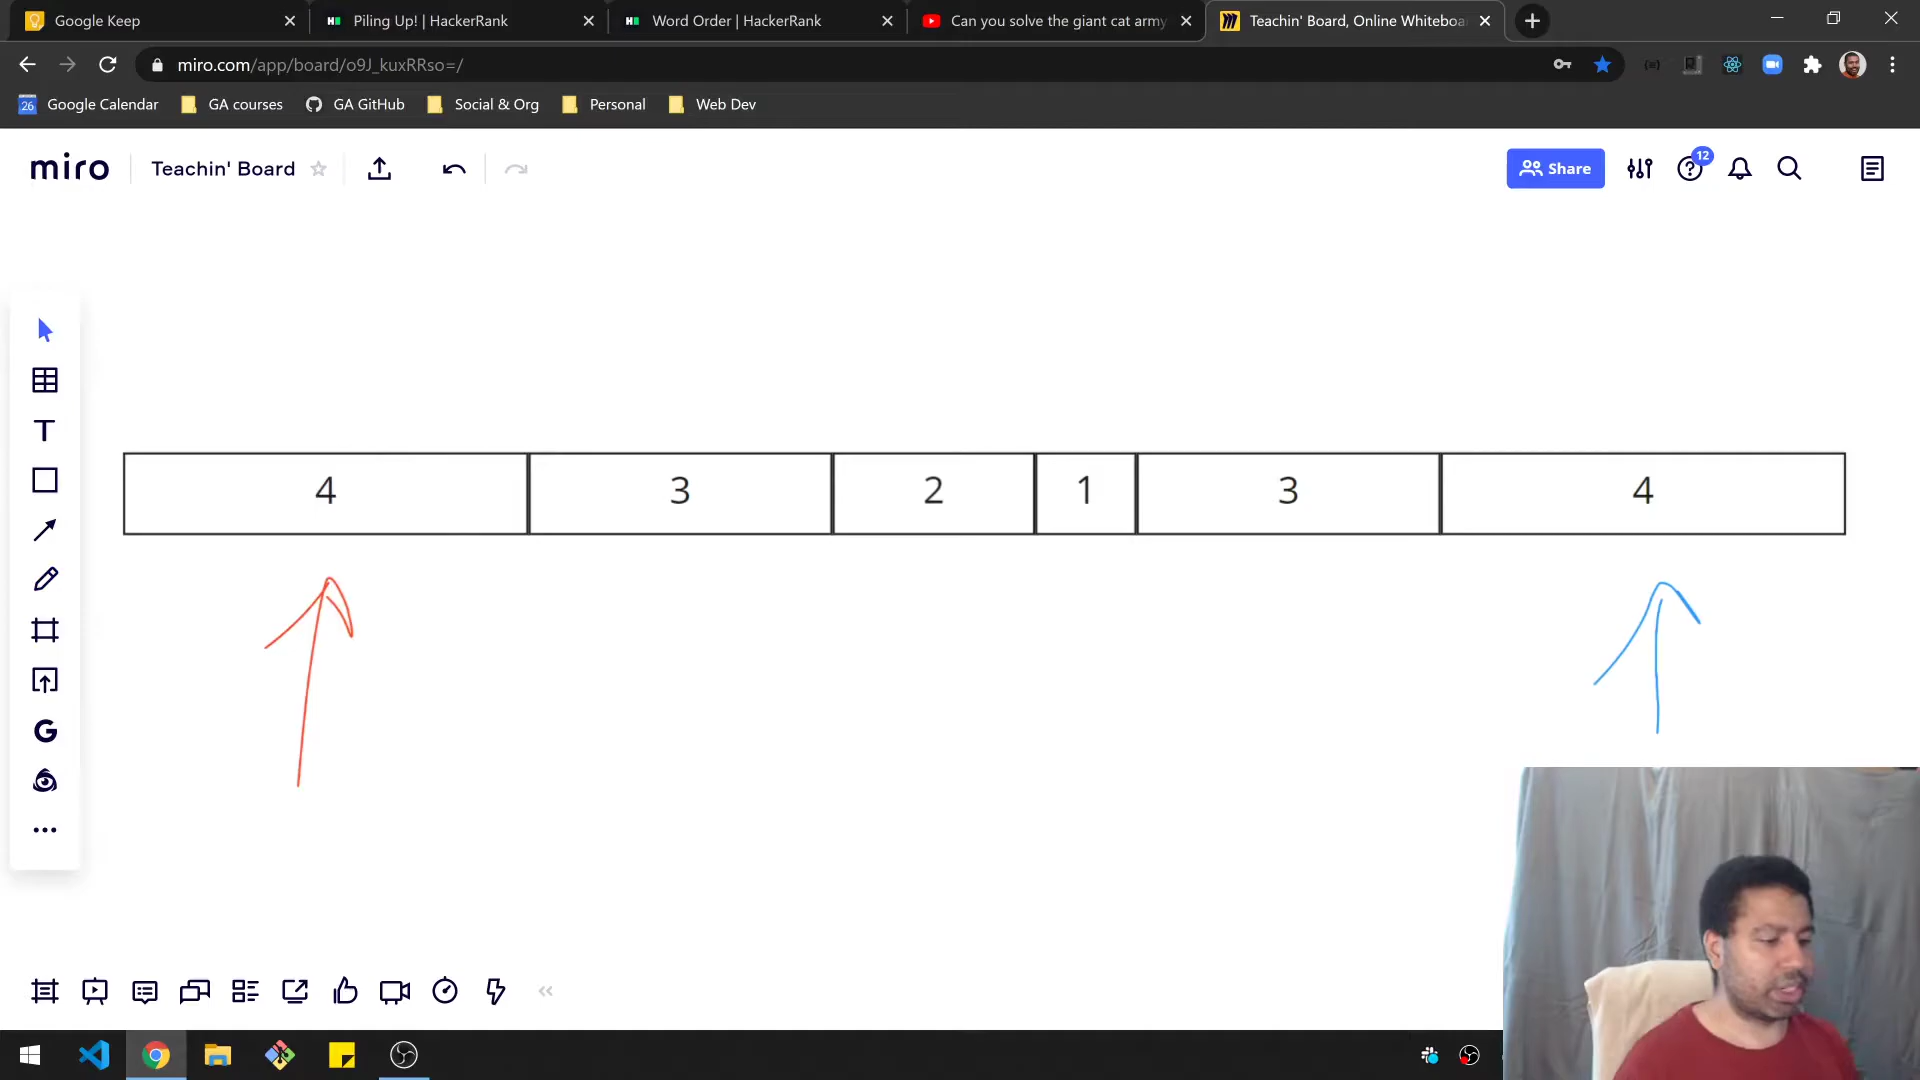 Google Keep
Piling Up! | HackerRank
Word Order | HackerRank
Can you solve the giant cat army
Teachin' Board, Online Whiteboa
miro.com/app/board/o9J_kuxRRso=/
26 Google Calendar
GA courses
GA GitHub
Social & Org
Personal
Web Dev
miro
Teachin' Board
Share
12
4 3 2 1 3 4